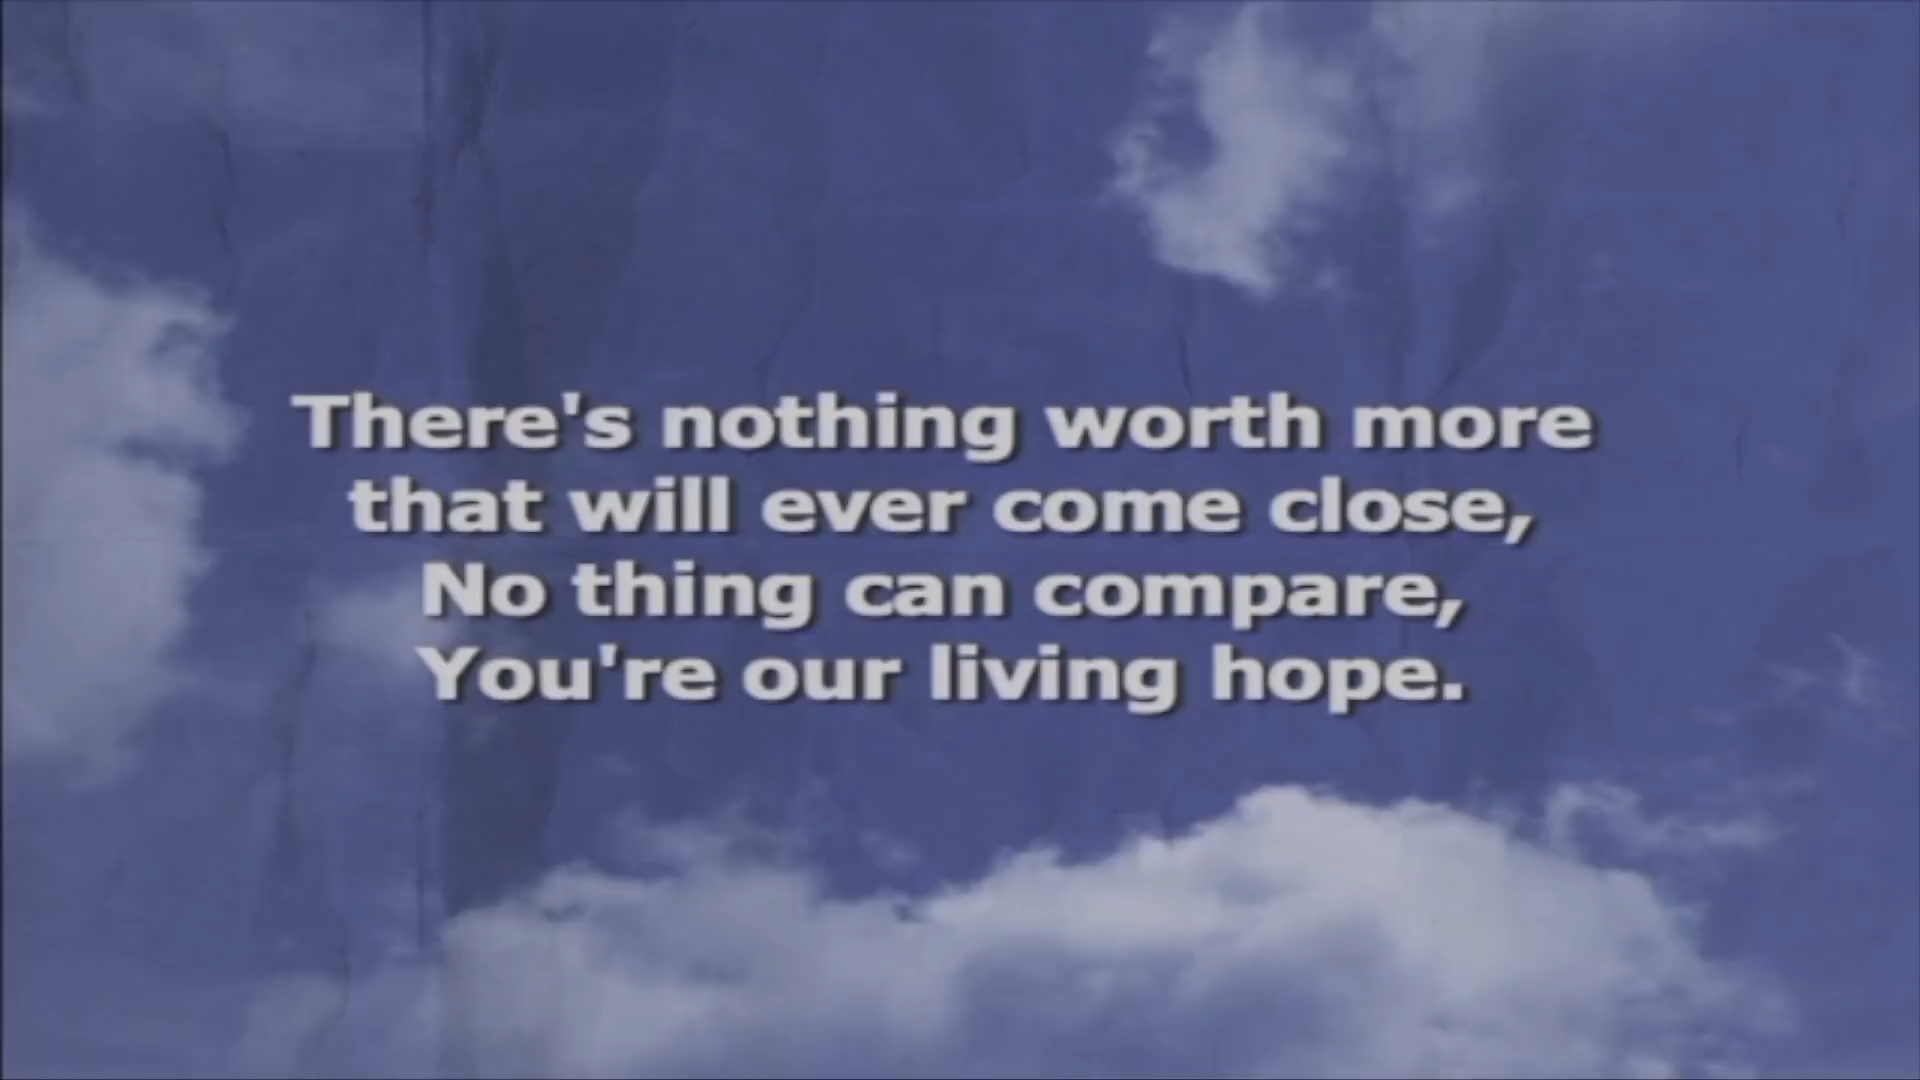 There's nothing worth more
that will ever come close,
No thing can compare,
You're our living hope.